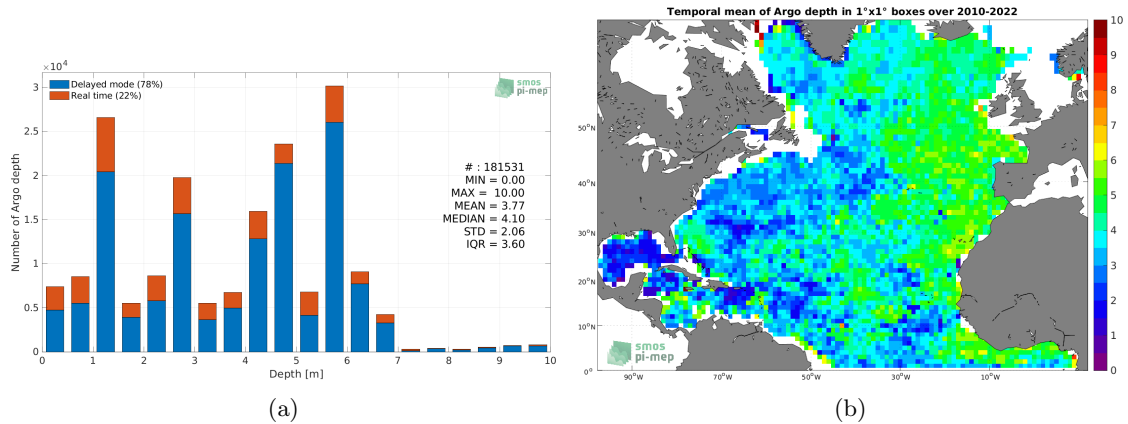 ×10⁴
Delayed mode (78%)
Real time (22%)
smos
pi-mep
# : 181531
MIN = 0.00
MAX = 10.00
MEAN = 3.77
MEDIAN = 4.10
STD = 2.06
IQR = 3.60
Number of Argo depth
3
2.5
2
1.5
1
0.5
0
0 1 2 3 4 5 6 7 8 9 10
Depth [m]
(a)
Temporal mean of Argo depth in 1°x1° boxes over 2010-2022
50°N
40°N
30°N
20°N
10°N
0°
90°W 70°W 50°W 30°W 10°W
smos
pi-mep
10
9
8
7
6
5
4
3
2
1
0
(b)